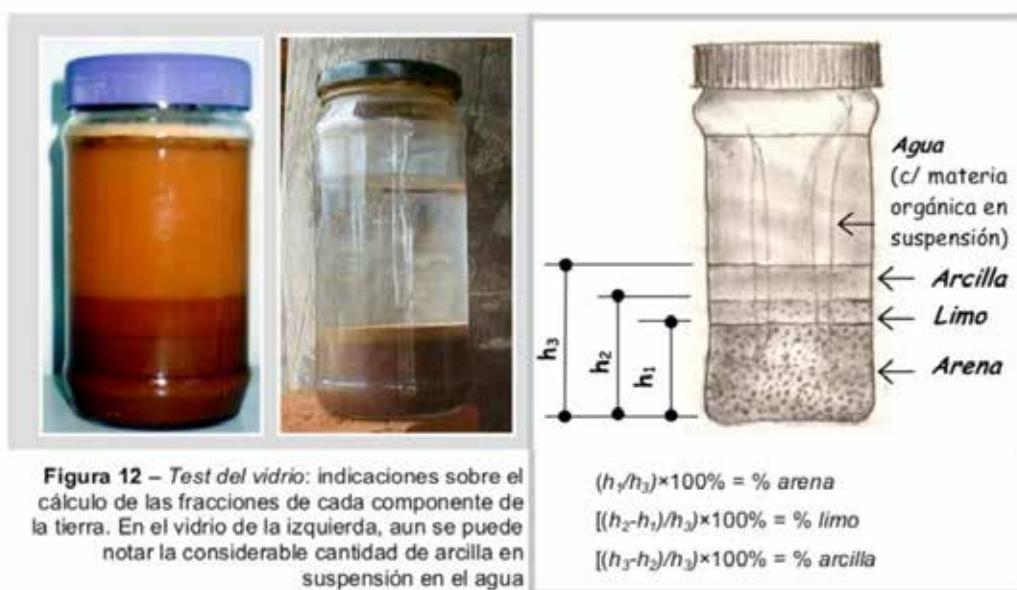 Agua
(c/ materia
orgánica en
suspensión)
Arcilla
Limo
Arena
h₃
h₂
h₁
Figura 12 – Test del vidrio: indicaciones sobre el
cálculo de las fracciones de cada componente de
la tierra. En el vidrio de la izquierda, aun se puede
notar la considerable cantidad de arcilla en
suspensión en el agua
(h₁/h₃)×100% = % arena
[(h₂-h₁)/h₃)×100% = % limo
[(h₃-h₂)/h₃)×100% = % arcilla